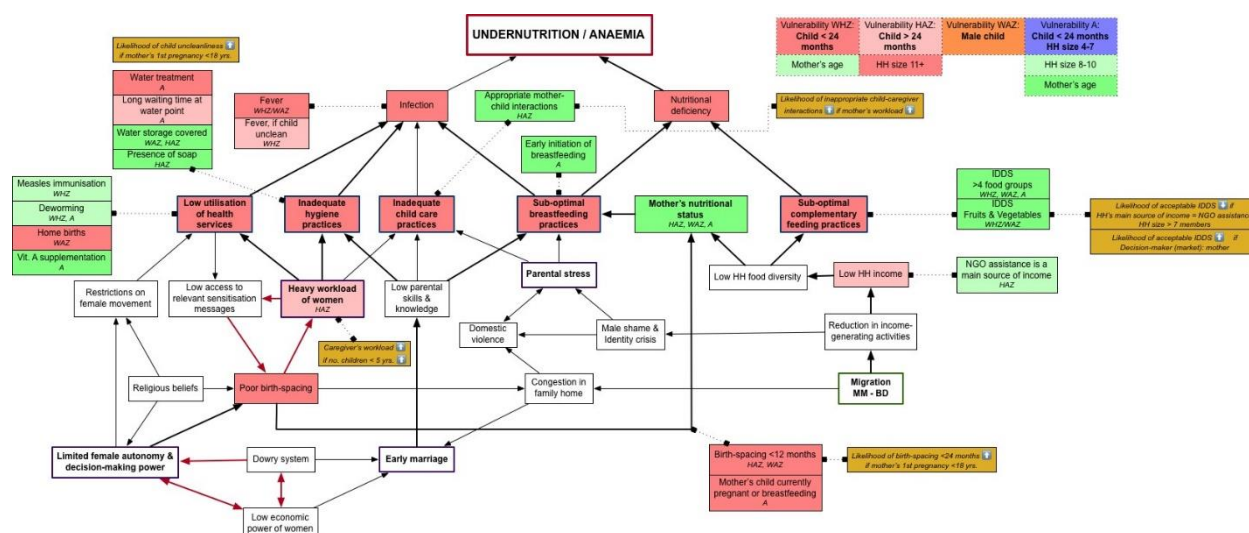 UNDERNUTRITION / ANAEMIA
Vulnerability WHZ:
Child < 24
months
Vulnerability HAZ:
Child > 24
months
Vulnerability WAZ:
Male child
Vulnerability A:
Child < 24 months
HH size 4-7
Mother's age
HH size 11+
HH size 8-10
Mother's age
Likelihood of child uncleanliness ⬆
if mother's 1st pregnancy <18 yrs.
Water treatment
A
Long waiting time at
water point
A
Water storage covered
WAZ, HAZ
Presence of soap
HAZ
Fever
WHZ/WAZ
Fever, if child
unclean
WHZ
Infection
Appropriate mother-
child interactions
HAZ
Nutritional
deficiency
Likelihood of inappropriate child-caregiver
interactions ⬆ if mother's workload ⬆
Early initiation of
breastfeeding
A
Measles immunisation
WHZ
Deworming
WHZ, A
Home births
WAZ
Vit. A supplementation
A
Low utilisation
of health
services
Inadequate
hygiene
practices
Inadequate
child care
practices
Sub-optimal
breastfeeding
practices
Mother's nutritional
status
HAZ, WAZ, A
Sub-optimal
complementary
feeding practices
IDDS
>4 food groups
WHZ, WAZ, A
IDDS
Fruits & Vegetables
WHZ/WAZ
Likelihood of acceptable IDDS ⬇ if
HH's main source of income = NGO assistance
HH size > 7 members
Likelihood of acceptable IDDS ⬆ if
Decision-maker (market): mother
Restrictions on
female movement
Low access to
relevant sensitisation
messages
Heavy workload
of women
HAZ
Low parental
skills &
knowledge
Parental stress
Low HH food diversity
Low HH income
NGO assistance is a
main source of income
HAZ
Caregiver's workload ⬆
if no. children < 5 yrs. ⬆
Domestic
violence
Male shame &
Identity crisis
Reduction in income-
generating activities
Religious beliefs
Poor birth-spacing
Congestion in
family home
Migration
MM - BD
Limited female autonomy &
decision-making power
Dowry system
Early marriage
Birth-spacing <12 months
HAZ, WAZ
Mother's child currently
pregnant or breastfeeding
A
Likelihood of birth-spacing <24 months ⬆
if mother's 1st pregnancy <18 yrs.
Low economic
power of women